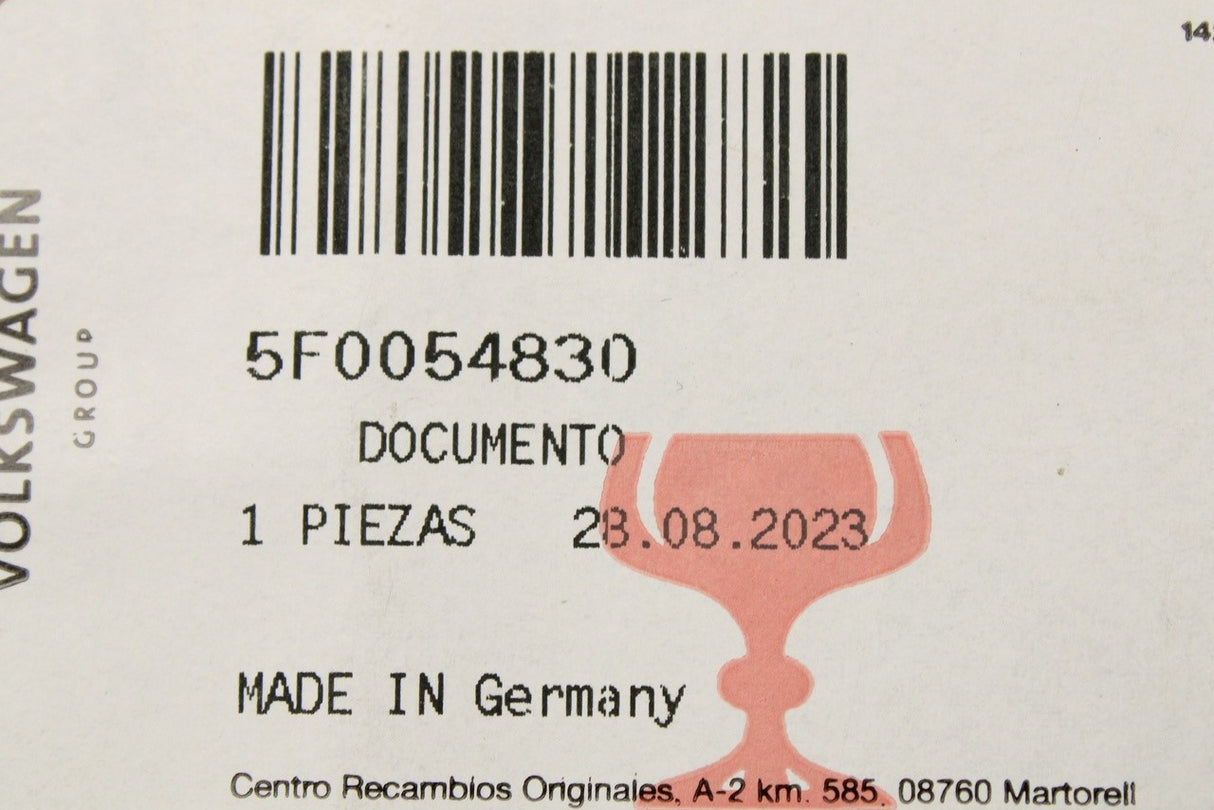 14
5F0054830
DOCUMENTO
1 PIEZAS 28.08.2023
MADE IN Germany
Centro Recambios Originales, A-2 km. 585. 08760 Martorell
VOLKSWAGEN
GROUP